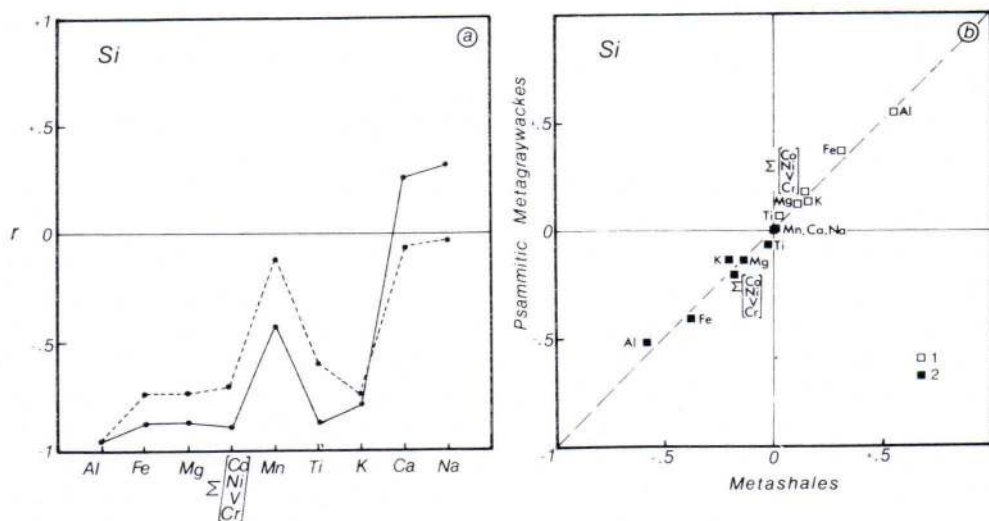 +1
Si
a
+.5
r
0
-.5
-1
Al Fe Mg Σ Mn Ti K Ca Na
Co
Ni
V
Cr
b
Si
Psammitic Metagraywackes
+.5
0
-.5
-1
Al
Fe
Σ
Co
Ni
V
Cr
Mg
K
Ti
Mn, Ca, Na
Ti
K
Mg
Σ
Co
Ni
V
Cr
Fe
Al
1
2
-1 -.5 0 +.5
Metashales